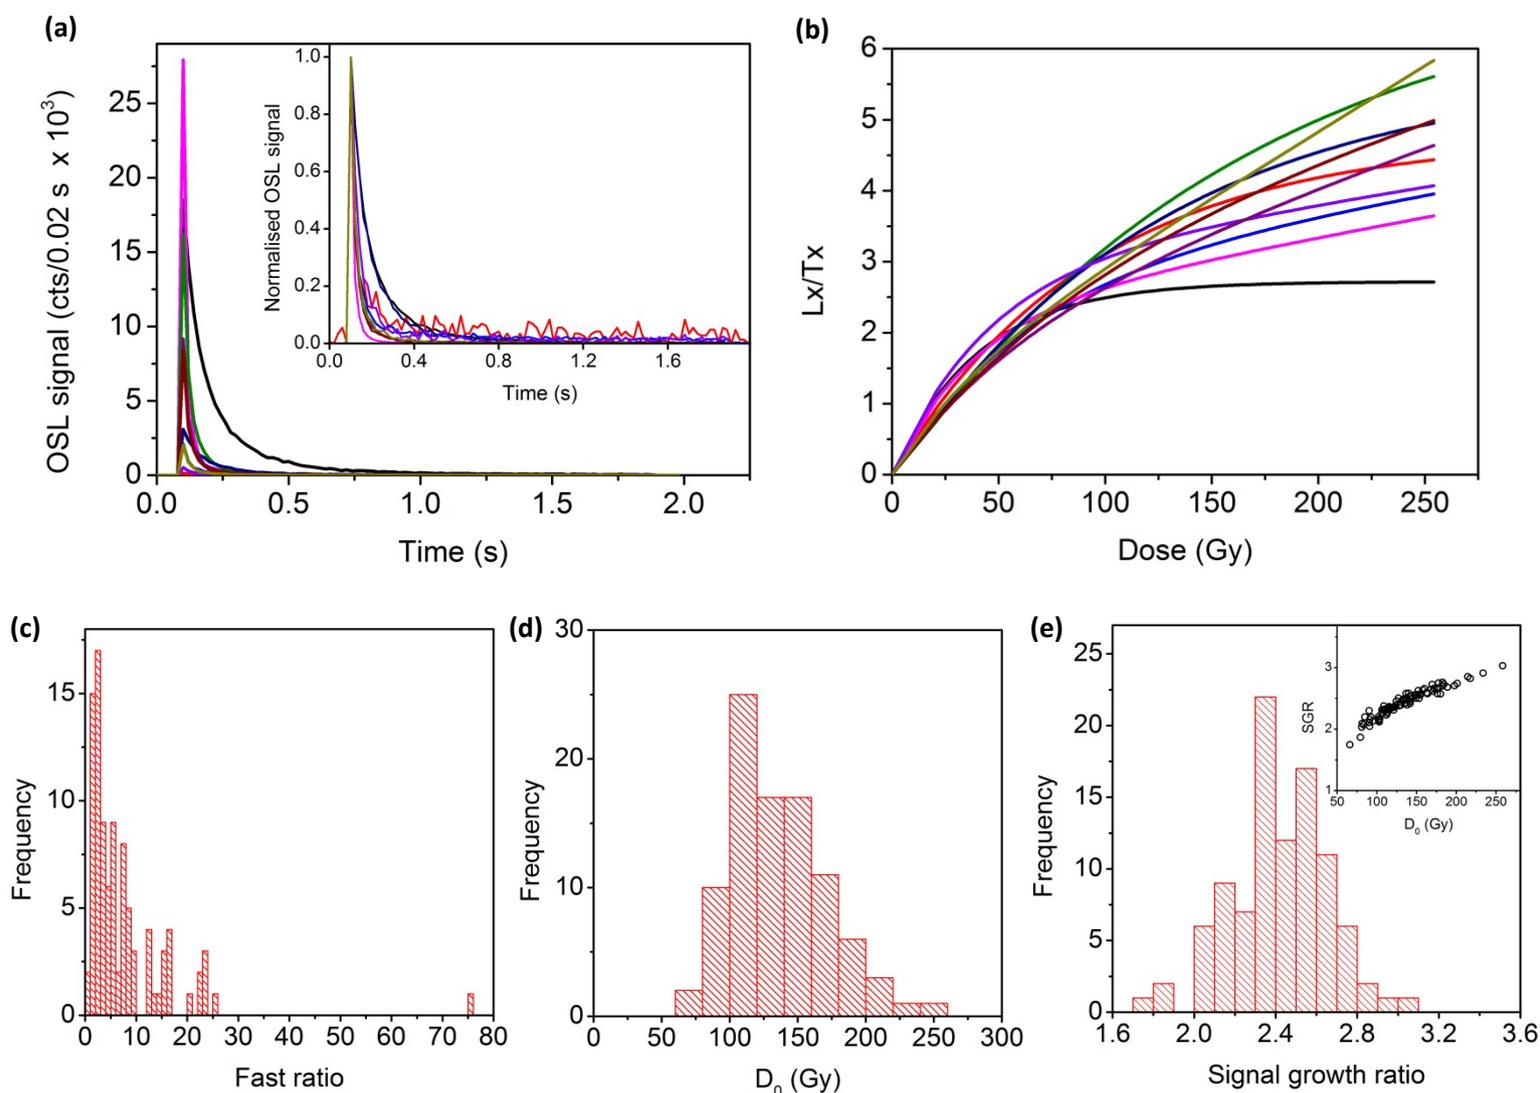 (a)
OSL signal (cts/0.02 s x 10³)
25
20
15
10
5
0
0.0 0.5 1.0 1.5 2.0
Time (s)
Normalised OSL signal
1.0
0.8
0.6
0.4
0.2
0.0
0.0 0.4 0.8 1.2 1.6
Time (s)
(b)
Lx/Tx
6
5
4
3
2
1
0
0 50 100 150 200 250
Dose (Gy)
(c)
Frequency
15
10
5
0
0 10 20 30 40 50 60 70 80
Fast ratio
(d)
Frequency
30
20
10
0
0 50 100 150 200 250 300
D₀ (Gy)
(e)
Frequency
25
20
15
10
5
0
1.6 2.0 2.4 2.8 3.2 3.6
Signal growth ratio
SGR
3
2
1
50 100 150 200 250
D₀ (Gy)